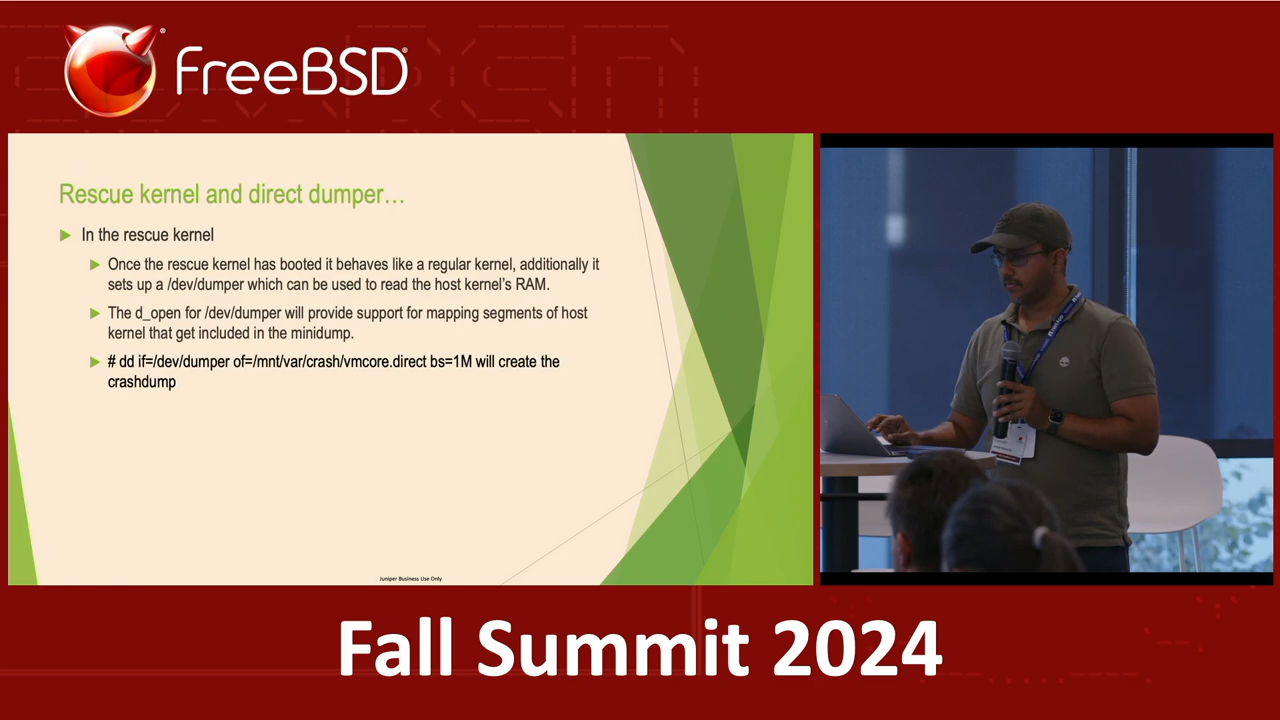 FreeBSD
Rescue kernel and direct dumper…
In the rescue kernel
Once the rescue kernel has booted it behaves like a regular kernel, additionally it
sets up a /dev/dumper which can be used to read the host kernel's RAM.
The d_open for /dev/dumper will provide support for mapping segments of host
kernel that get included in the minidump.
# dd if=/dev/dumper of=/mnt/var/crash/vmcore.direct bs=1M will create the
crashdump
Juniper Business Use Only
Fall Summit 2024